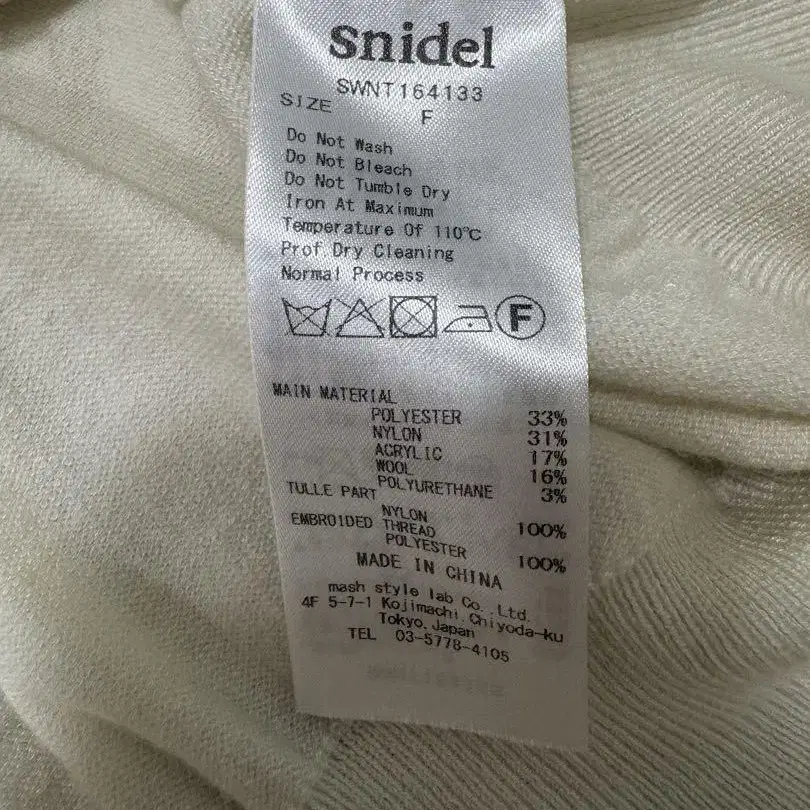 snidel
SWNT164133
SIZE F
Do Not Wash
Do Not Bleach
Do Not Tumble Dry
Iron At Maximum
Temperature Of 110℃
Prof.Dry Cleaning
Normal Process
F
MAIN MATERIAL
POLYESTER 33%
NYLON 31%
ACRYLIC 17%
WOOL 16%
POLYURETHANE 3%
TULLE PART
NYLON 100%
EMBROIDED THREAD
POLYESTER 100%
MADE IN CHINA
mash style lab Co.,Ltd.
4F 5-7-1 Kojimachi.Chiyoda-ku
Tokyo.Japan
TEL 03-5778-4105